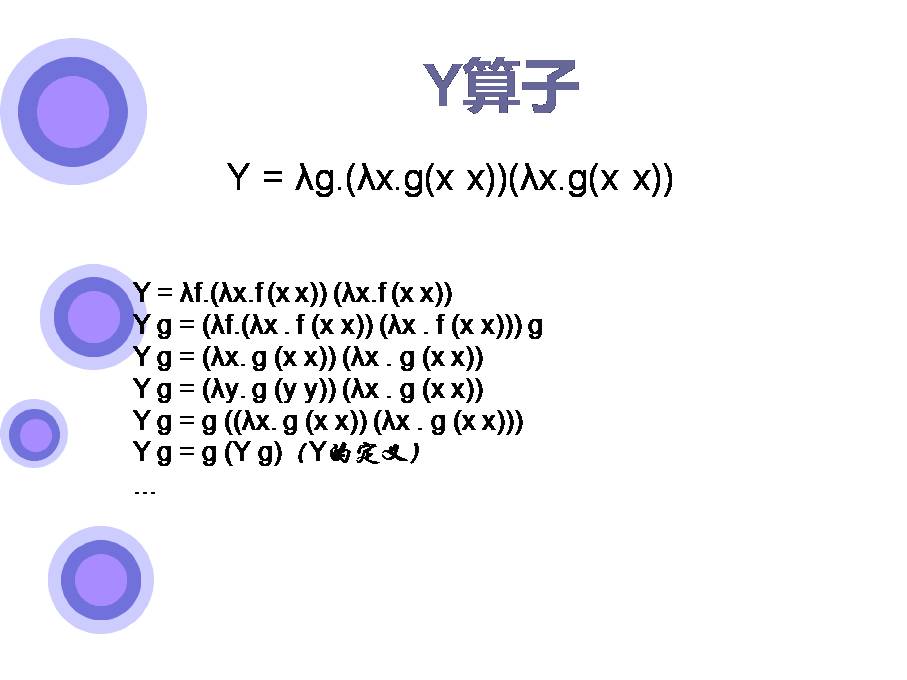 Y算子
Y = λg.(λx.g(x x))(λx.g(x x))
Y = λf.(λx.f (x x)) (λx.f (x x))
Y g = (λf.(λx . f (x x)) (λx . f (x x))) g
Y g = (λx. g (x x)) (λx . g (x x))
Y g = (λy. g (y y)) (λx . g (x x))
Y g = g ((λx. g (x x)) (λx . g (x x)))
Y g = g (Y g)（Y的定义）
...